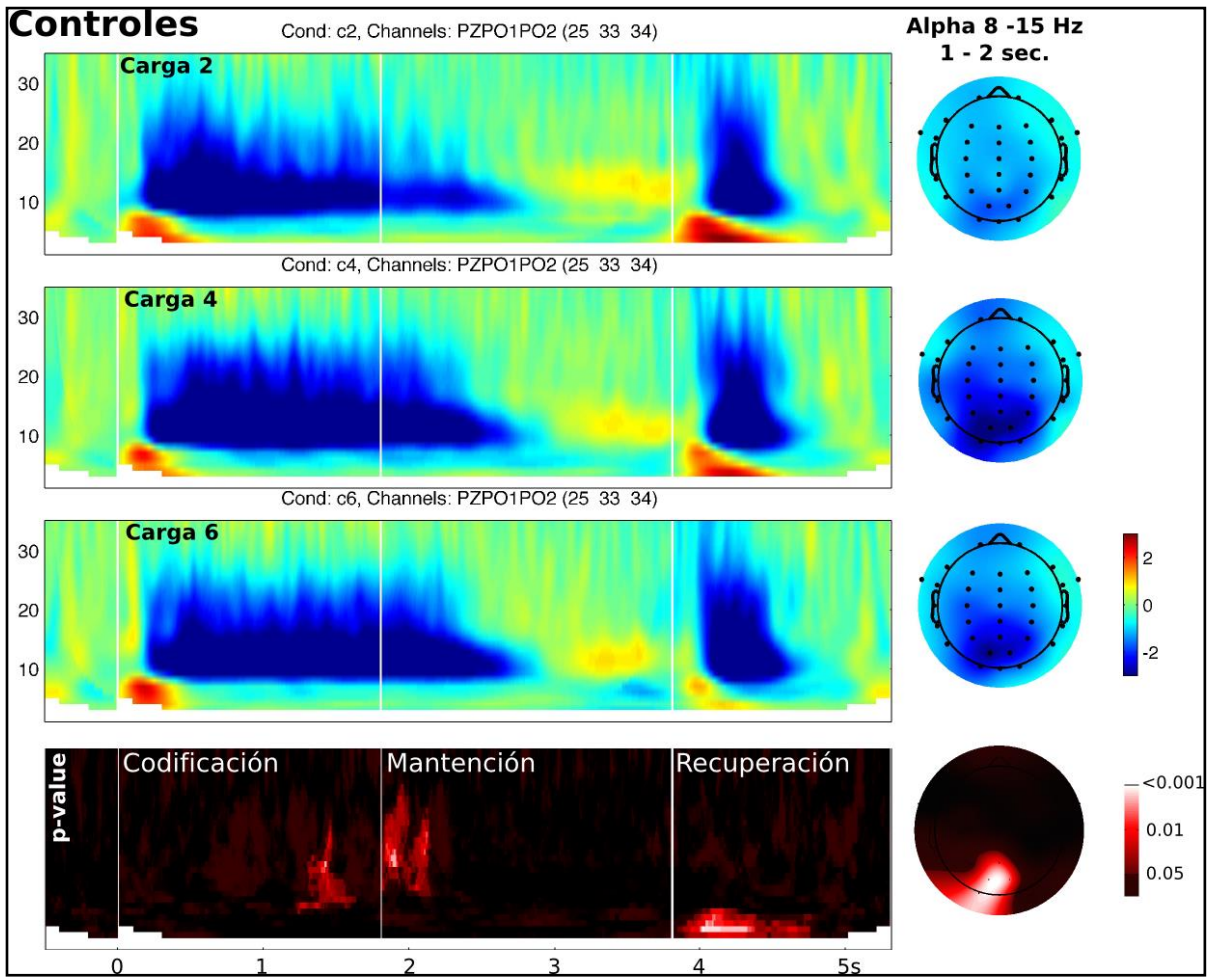 Controles
Cond: c2, Channels: PZPO1PO2 (25 33 34)
Alpha 8 -15 Hz
1 - 2 sec.
Carga 2
30
20
10
Cond: c4, Channels: PZPO1PO2 (25 33 34)
Carga 4
30
20
10
Cond: c6, Channels: PZPO1PO2 (25 33 34)
Carga 6
30
20
10
2
0
-2
p-value
Codificación
Mantención
Recuperación
<0.001
0.01
0.05
0
1
2
3
4
5s